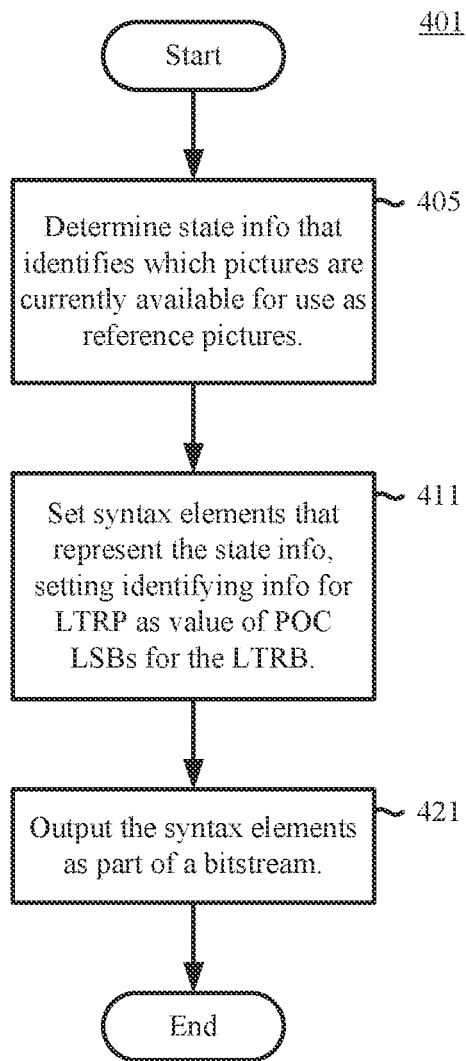 401
Start
405
Determine state info that
identifies which pictures are
currently available for use as
reference pictures.
411
Set syntax elements that
represent the state info,
setting identifying info for
LTRP as value of POC
LSBs for the LTRB.
421
Output the syntax elements
as part of a bitstream.
End